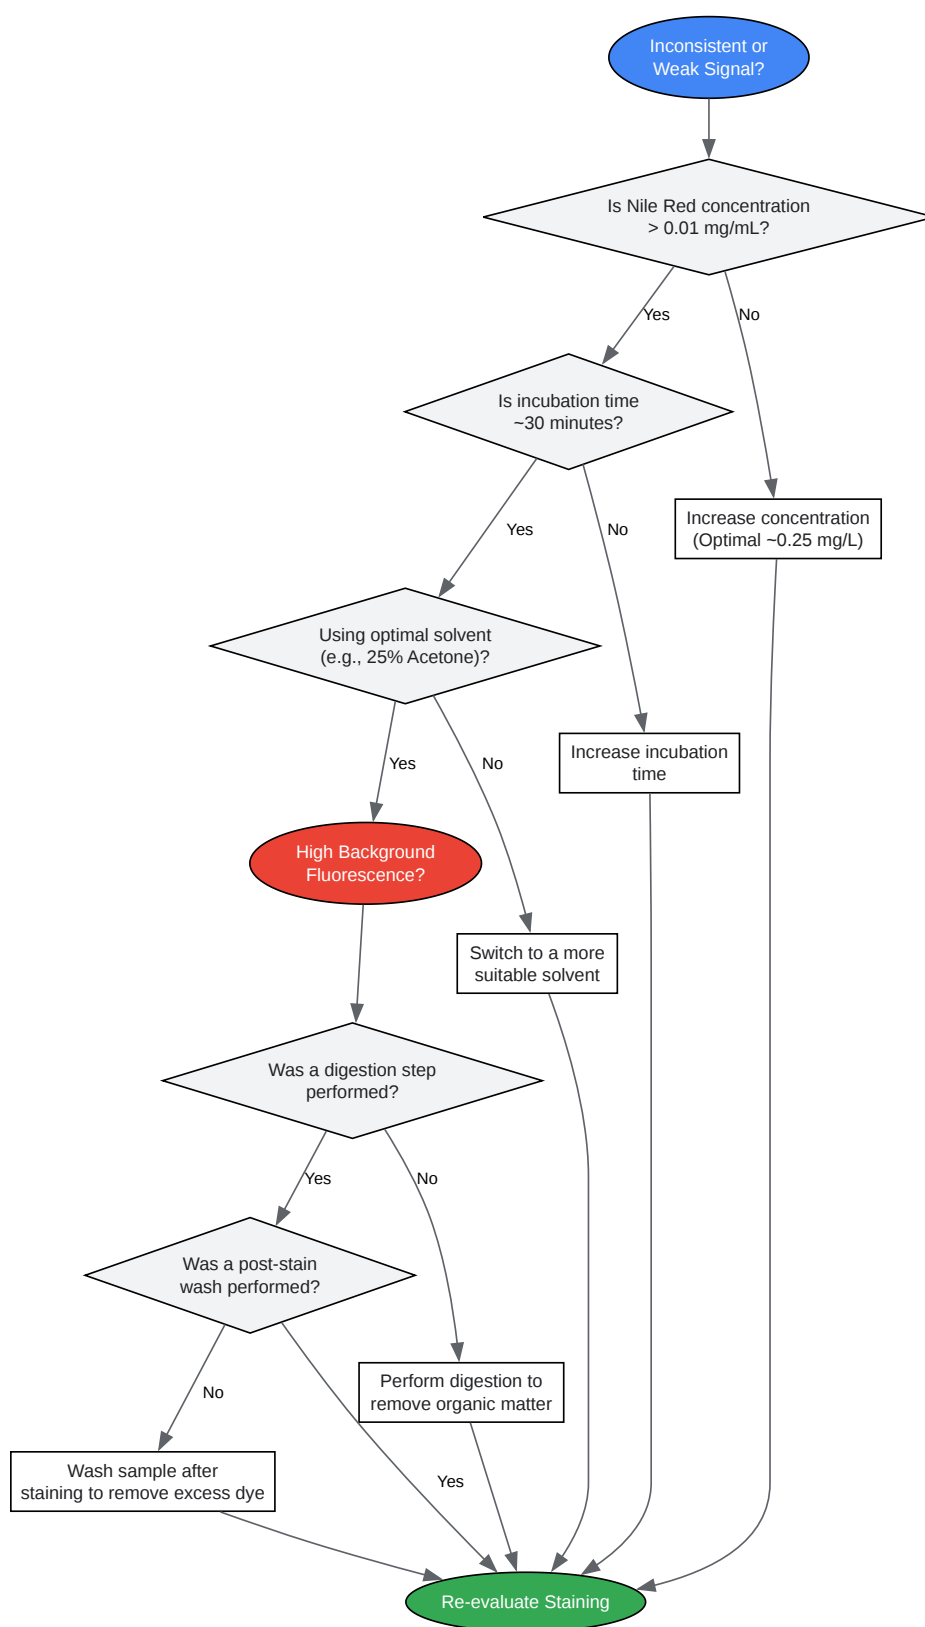 Inconsistent or
Weak Signal?
Is Nile Red concentration
> 0.01 mg/mL?
Yes
No
Is incubation time
~30 minutes?
Increase concentration
(Optimal ~0.25 mg/L)
Yes
No
Using optimal solvent
(e.g., 25% Acetone)?
Increase incubation
time
Yes
No
High Background
Fluorescence?
Switch to a more
suitable solvent
Was a digestion step
performed?
Yes
No
Was a post-stain
wash performed?
Perform digestion to
remove organic matter
No
Yes
Wash sample after
staining to remove excess dye
Re-evaluate Staining